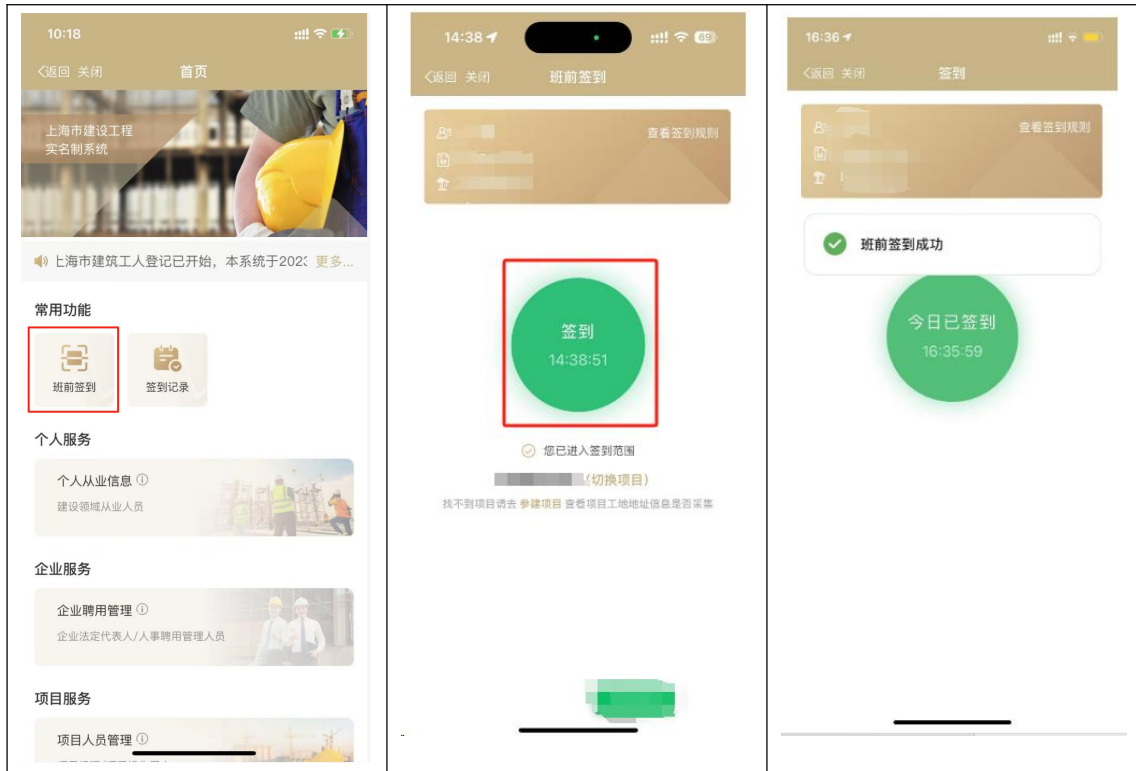 10:18
返回 关闭
首页
上海市建设工程
实名制系统
上海市建筑工人登记已开始，本系统于202 更多...
常用功能
班前签到
签到记录
个人服务
个人从业信息
建设领域从业人员
企业服务
企业聘用管理
企业法定代表人/人事聘用管理人员
项目服务
项目人员管理
14:38
69
返回 关闭
班前签到
查看签到规则
签到
14:38:51
您已进入签到范围
(切换项目)
找不到项目请去 参建项目 查看项目工地地址信息是否采集
16:36
返回 关闭
签到
查看签到规则
班前签到成功
今日已签到
16:35:59